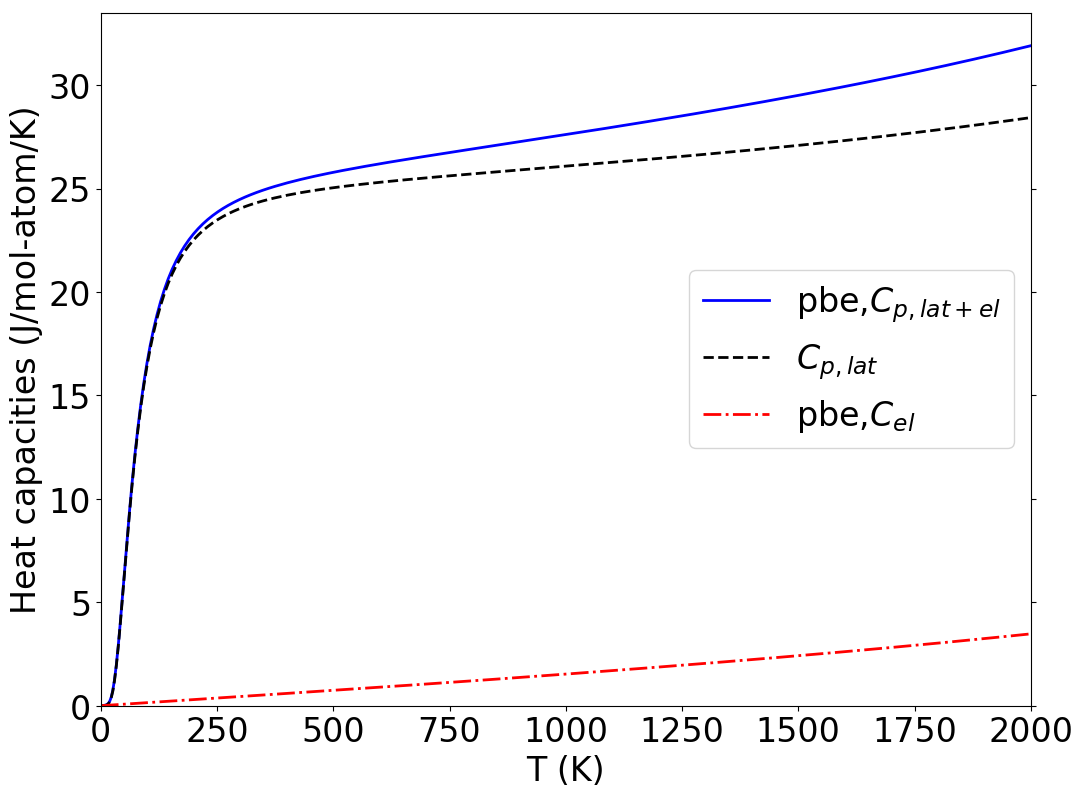 Heat capacities (J/mol-atom/K)
30
25
20
15
10
5
0
pbe,C_{p, lat + el}
C_{p, lat}
pbe,C_{el}
0 250 500 750 1000 1250 1500 1750 2000
T (K)